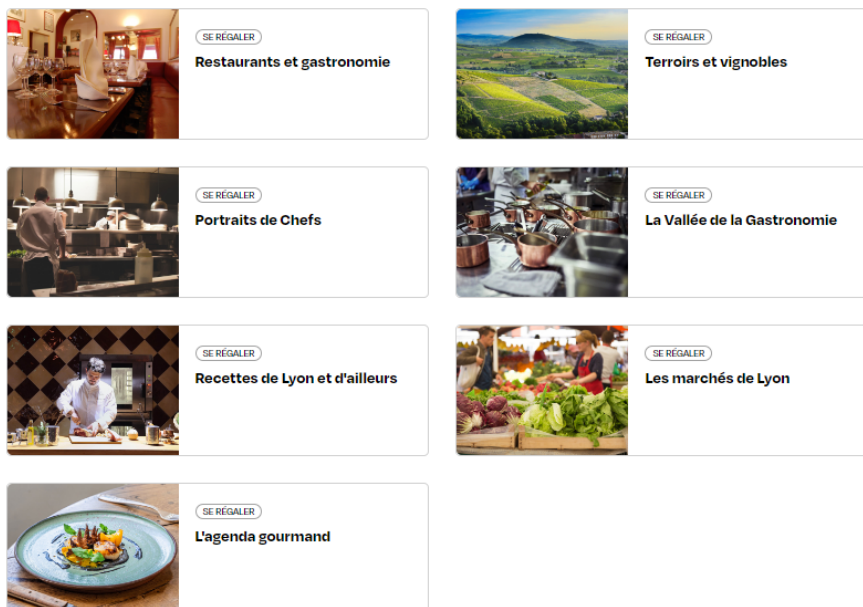 SE RÉGALER
Restaurants et gastronomie
SE RÉGALER
Terroirs et vignobles
SE RÉGALER
Portraits de Chefs
SE RÉGALER
La Vallée de la Gastronomie
SE RÉGALER
Recettes de Lyon et d'ailleurs
SE RÉGALER
Les marchés de Lyon
SE RÉGALER
L'agenda gourmand